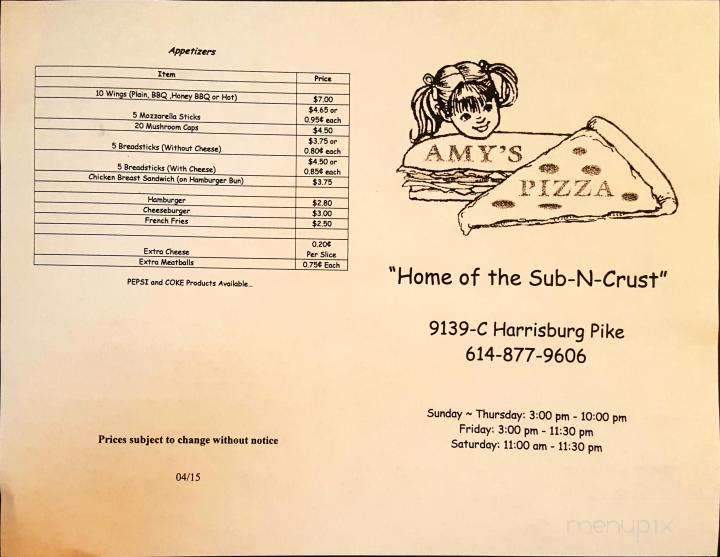 Appetizers
Item Price
10 Wings (Plain, BBQ ,Honey BBQ or Hot) $7.00
5 Mozzarella Sticks $4.65 or 0.95¢ each
20 Mushroom Caps $4.50
5 Breadsticks (Without Cheese) $3.75 or 0.80¢ each
5 Breadsticks (With Cheese) $4.50 or 0.85¢ each
Chicken Breast Sandwich (on Hamburger Bun) $3.75
Hamburger $2.80
Cheeseburger $3.00
French Fries $2.50
Extra Cheese 0.20¢ Per Slice
Extra Meatballs 0.75¢ Each
PEPSI and COKE Products Available...
Prices subject to change without notice
04/15
AMY'S
PIZZA
"Home of the Sub-N-Crust"
9139-C Harrisburg Pike
614-877-9606
Sunday ~ Thursday: 3:00 pm - 10:00 pm
Friday: 3:00 pm - 11:30 pm
Saturday: 11:00 am - 11:30 pm
menupix